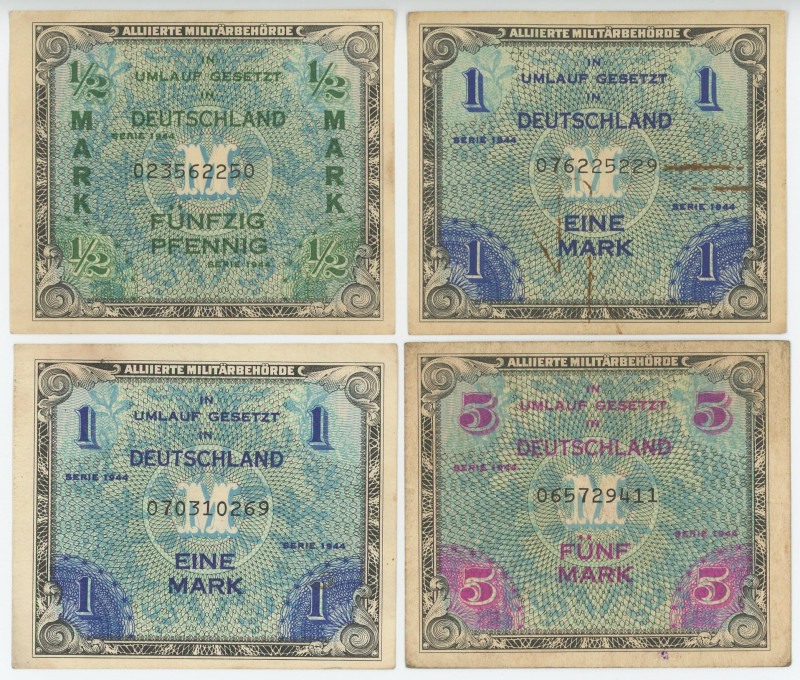 ALLIIERTE MILITÄRBEHÖRDE
IN
1/2 UMLAUF GESETZT 1/2
IN
MARK DEUTSCHLAND MARK
SERIE 1944
M
023562250
FÜNFZIG
PFENNIG
1/2 SERIE 1944 1/2
ALLIIERTE MILITÄRBEHÖRDE
IN
1 UMLAUF GESETZT 1
IN
DEUTSCHLAND
SERIE 1944
M
076225229
SERIE 1944
EINE
1 MARK 1
ALLIIERTE MILITÄRBEHÖRDE
IN
1 UMLAUF GESETZT 1
IN
DEUTSCHLAND
SERIE 1944
M
070310269
SERIE 1944
EINE
1 MARK 1
ALLIIERTE MILITÄRBEHÖRDE
IN
5 UMLAUF GESETZT 5
IN
DEUTSCHLAND
SERIE 1944
M
065729411
SERIE 1944
FÜNF
5 MARK 5